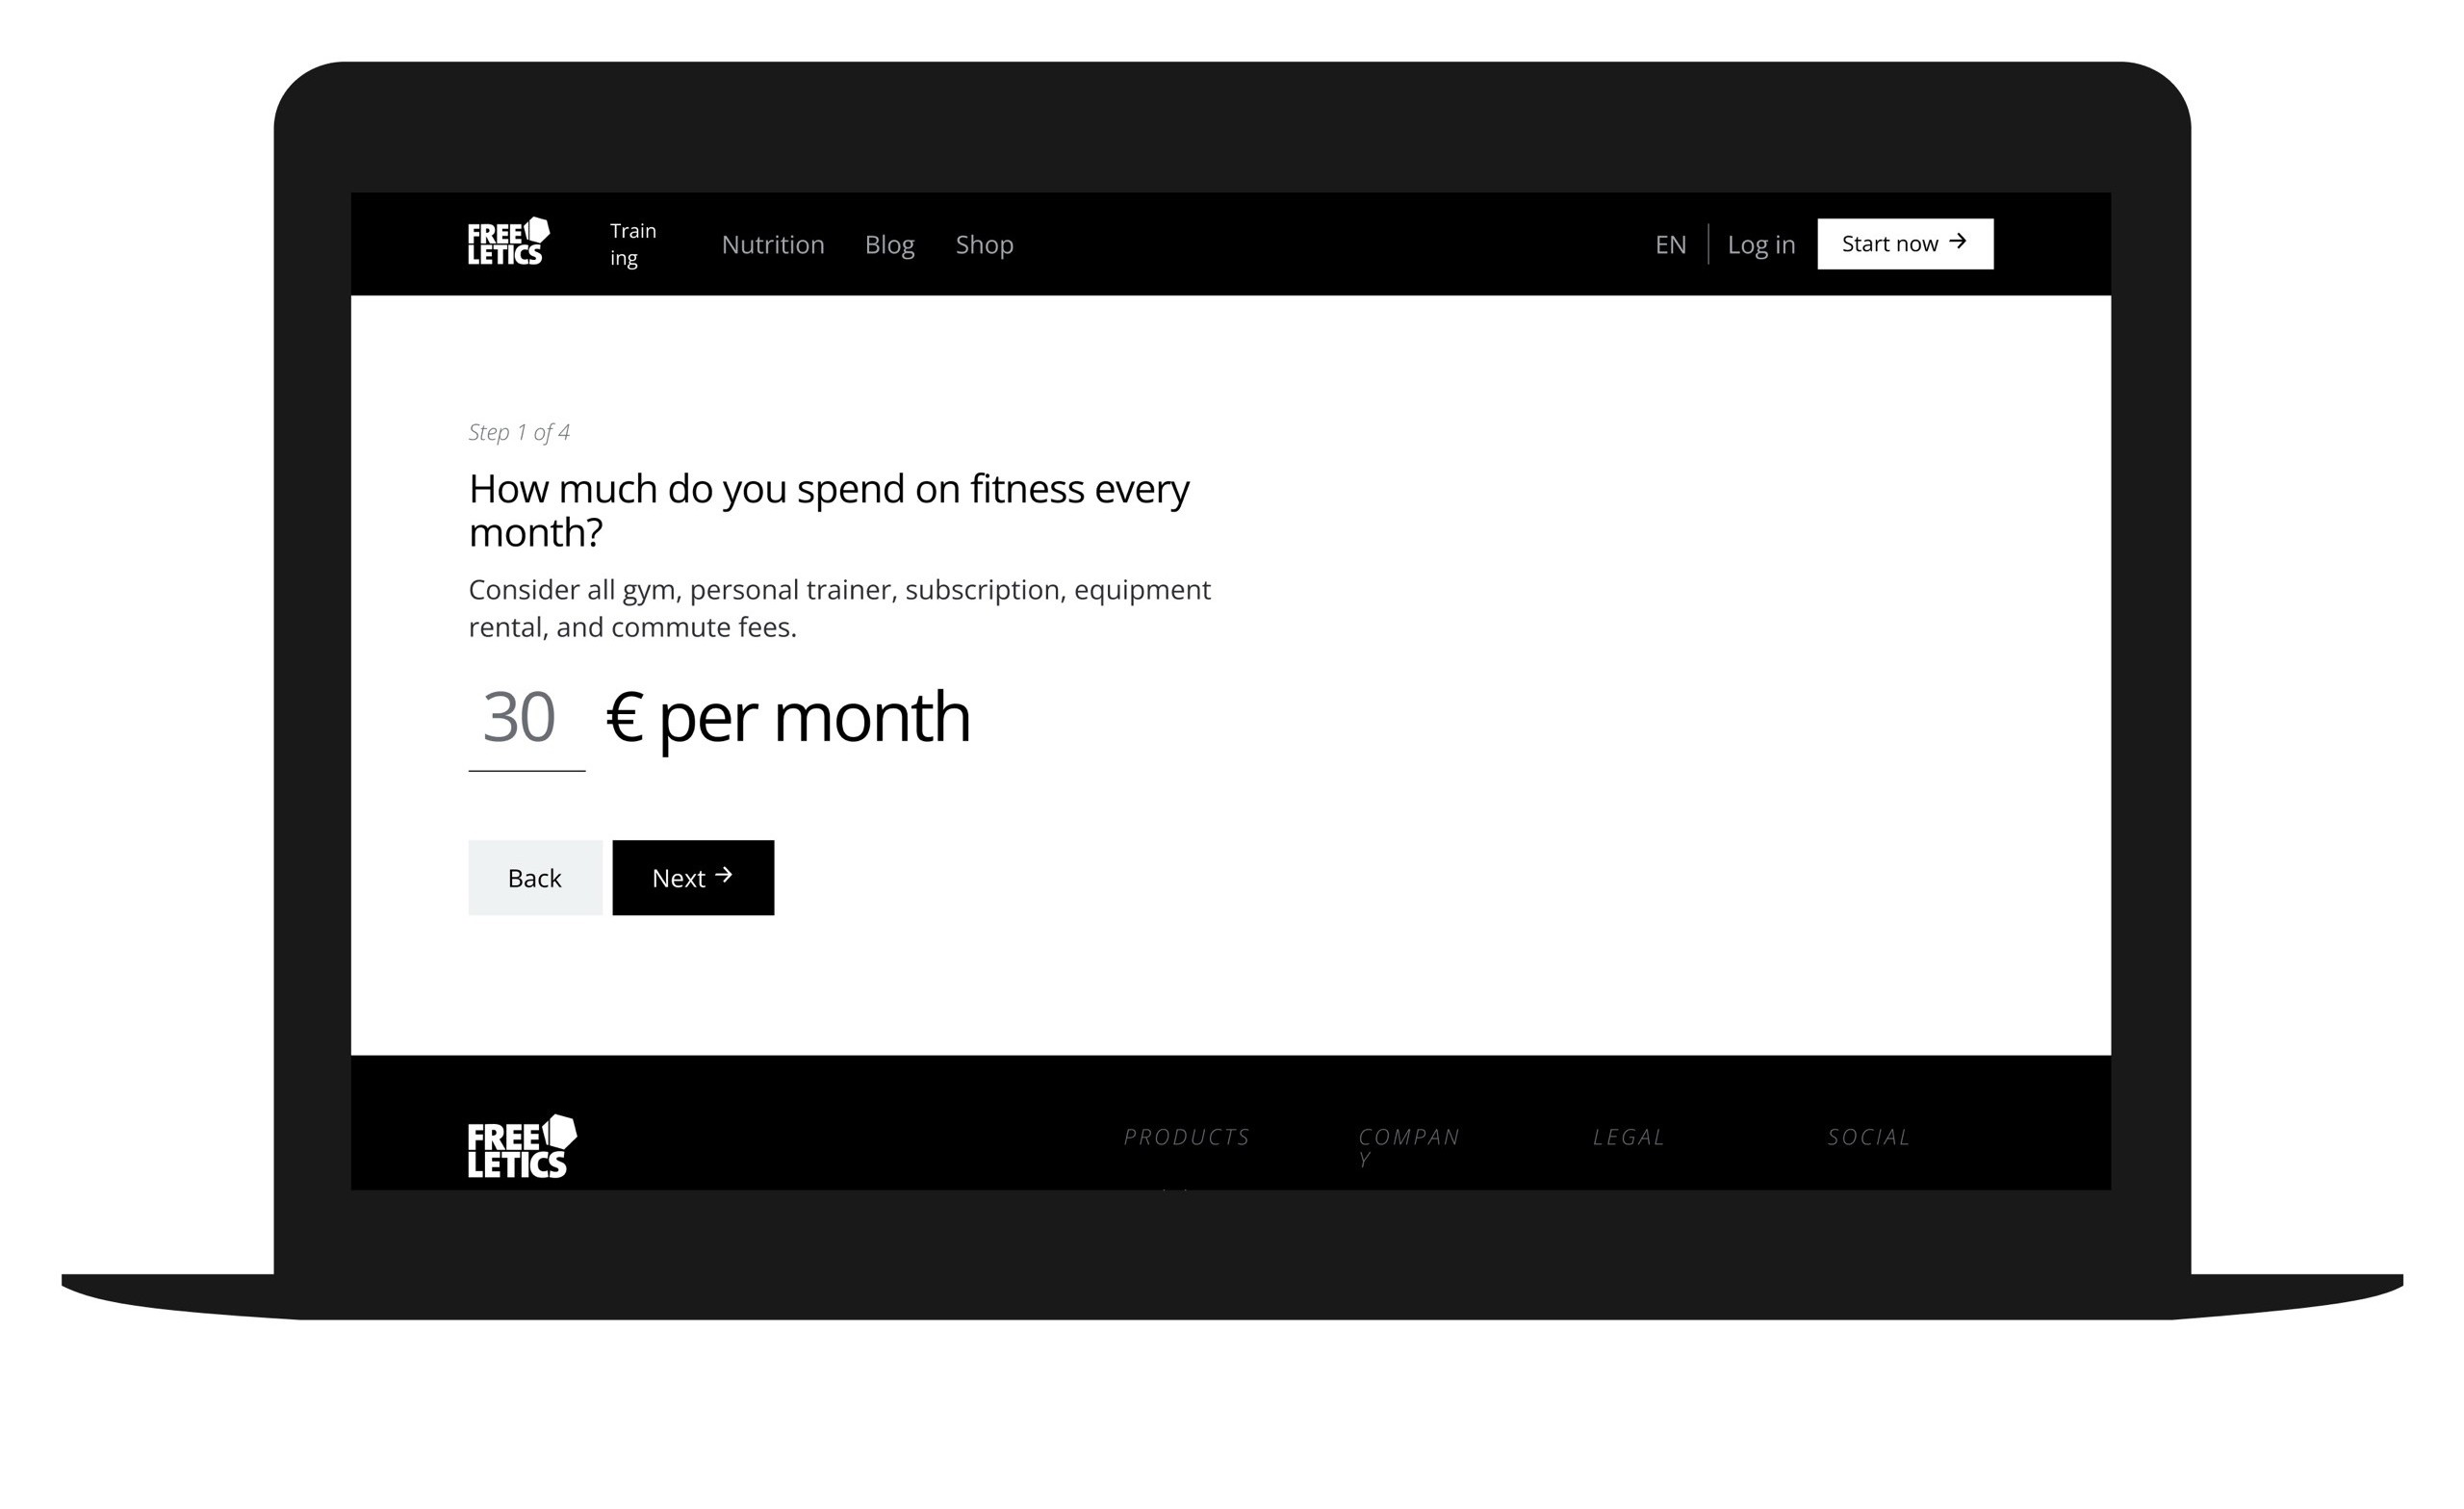 FREE
LETICS
Train
ing
Nutrition
Blog
Shop
EN
Log in
Start now →
Step 1 of 4
How much do you spend on fitness every
month?
Consider all gym, personal trainer, subscription, equipment
rental, and commute fees.
30 € per month
Back
Next →
FREE
LETICS
PRODUCTS
COMPAN
Y
LEGAL
SOCIAL